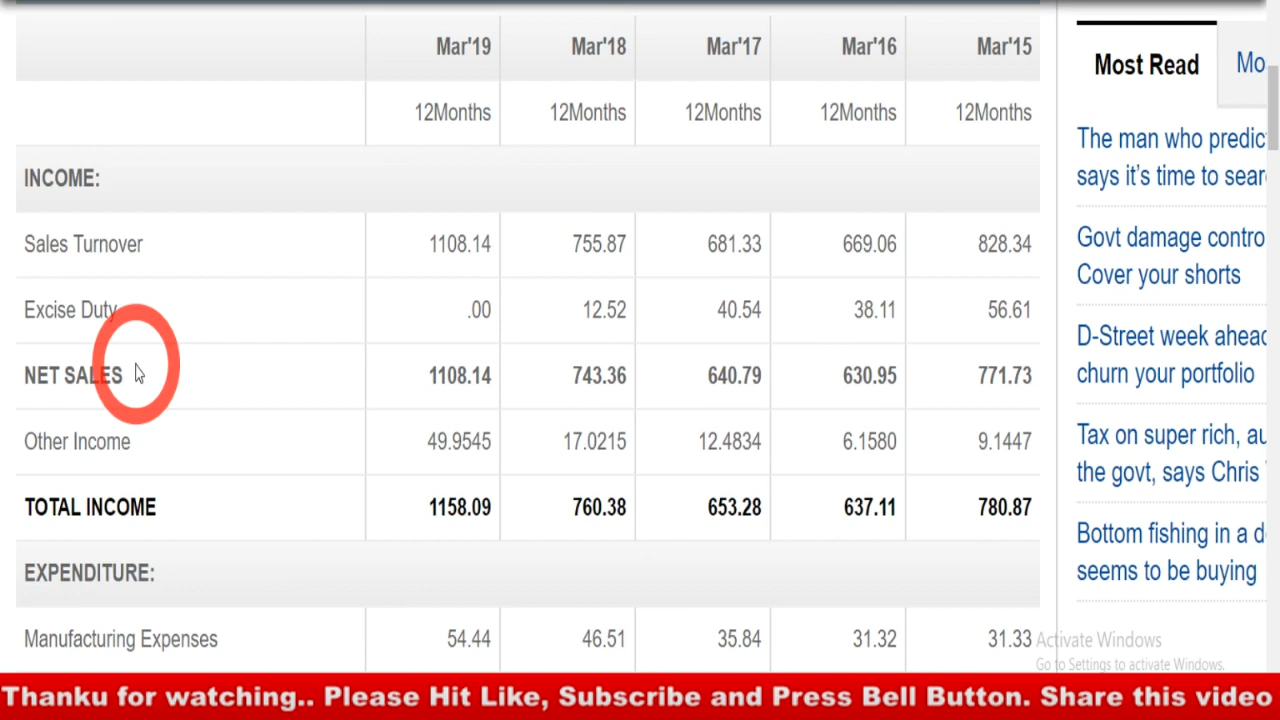 Mar'19 Mar'18 Mar'17 Mar'16 Mar'15
12Months 12Months 12Months 12Months 12Months
INCOME:
Sales Turnover 1108.14 755.87 681.33 669.06 828.34
Excise Duty .00 12.52 40.54 38.11 56.61
NET SALES 1108.14 743.36 640.79 630.95 771.73
Other Income 49.9545 17.0215 12.4834 6.1580 9.1447
TOTAL INCOME 1158.09 760.38 653.28 637.11 780.87
EXPENDITURE:
Manufacturing Expenses 54.44 46.51 35.84 31.32 31.33
Most Read Mo
The man who predic
says it's time to sear
Govt damage contro
Cover your shorts
D-Street week ahead
churn your portfolio
Tax on super rich, au
the govt, says Chris
Bottom fishing in a d
seems to be buying
Activate Windows
Go to Settings to activate Windows.
Thanku for watching.. Please Hit Like, Subscribe and Press Bell Button. Share this video